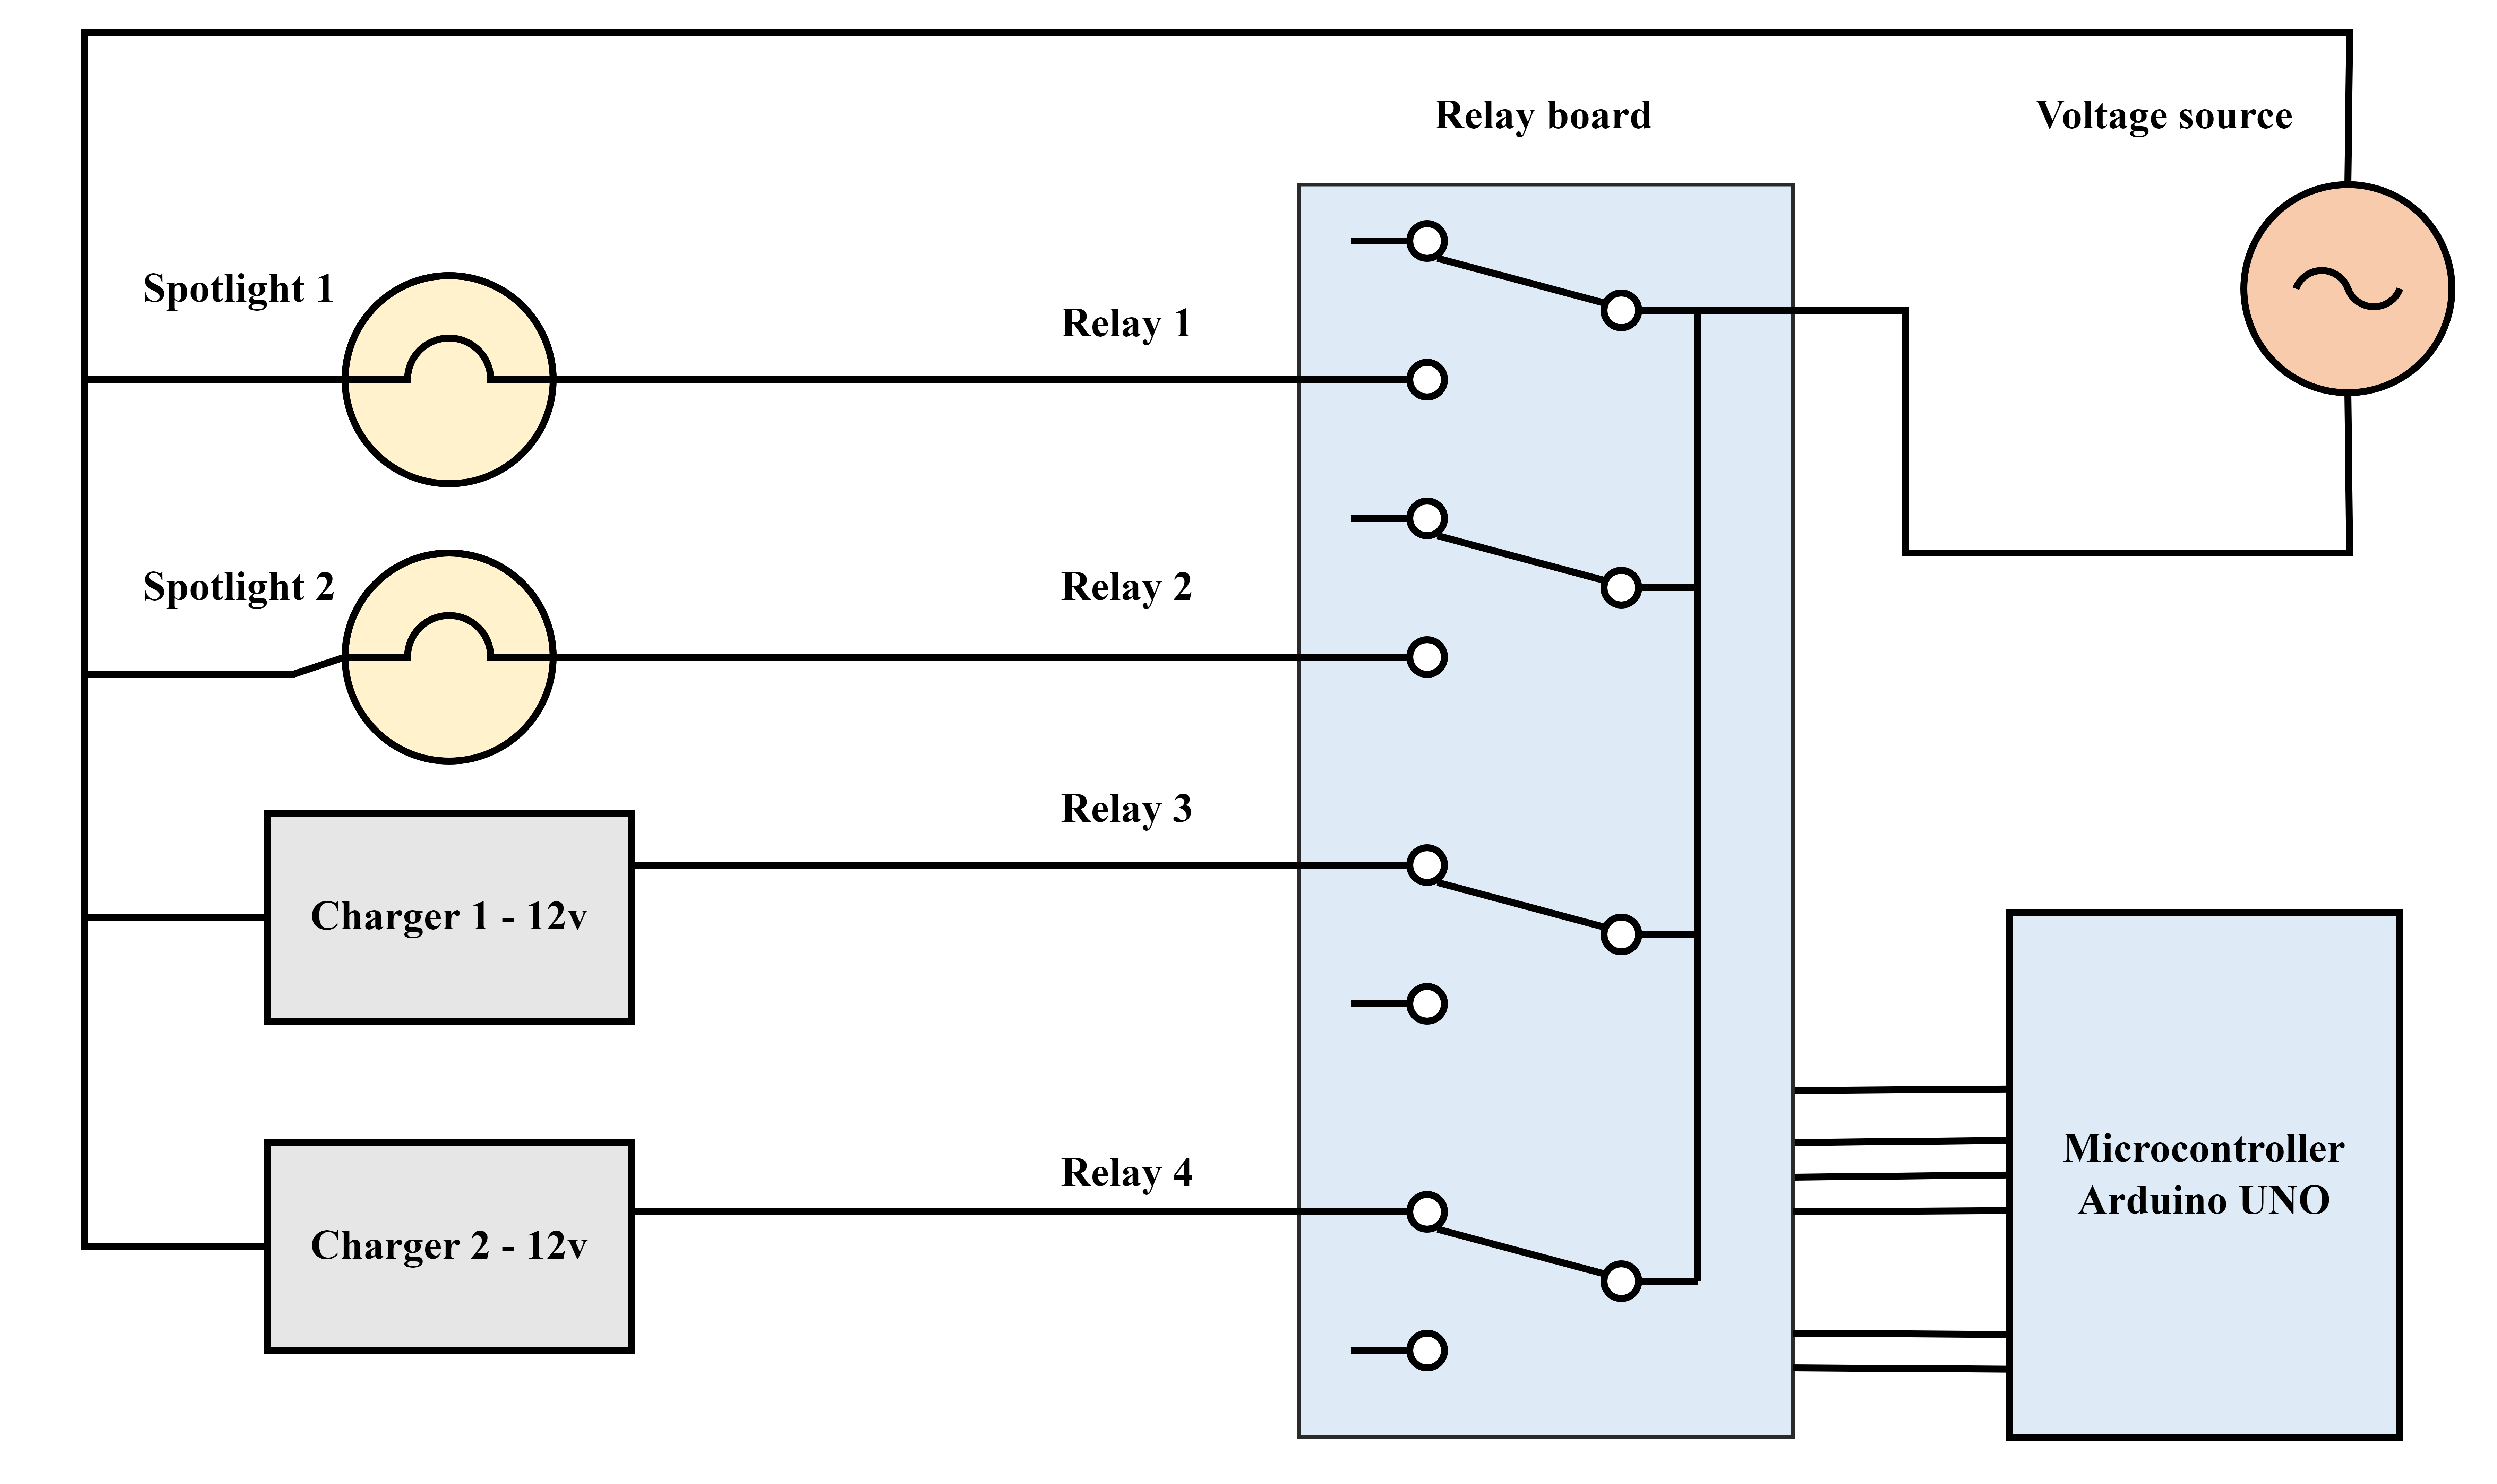 Relay board
Voltage source
Spotlight 1
Relay 1
Spotlight 2
Relay 2
Relay 3
Charger 1 - 12v
Relay 4
Charger 2 - 12v
Microcontroller
Arduino UNO